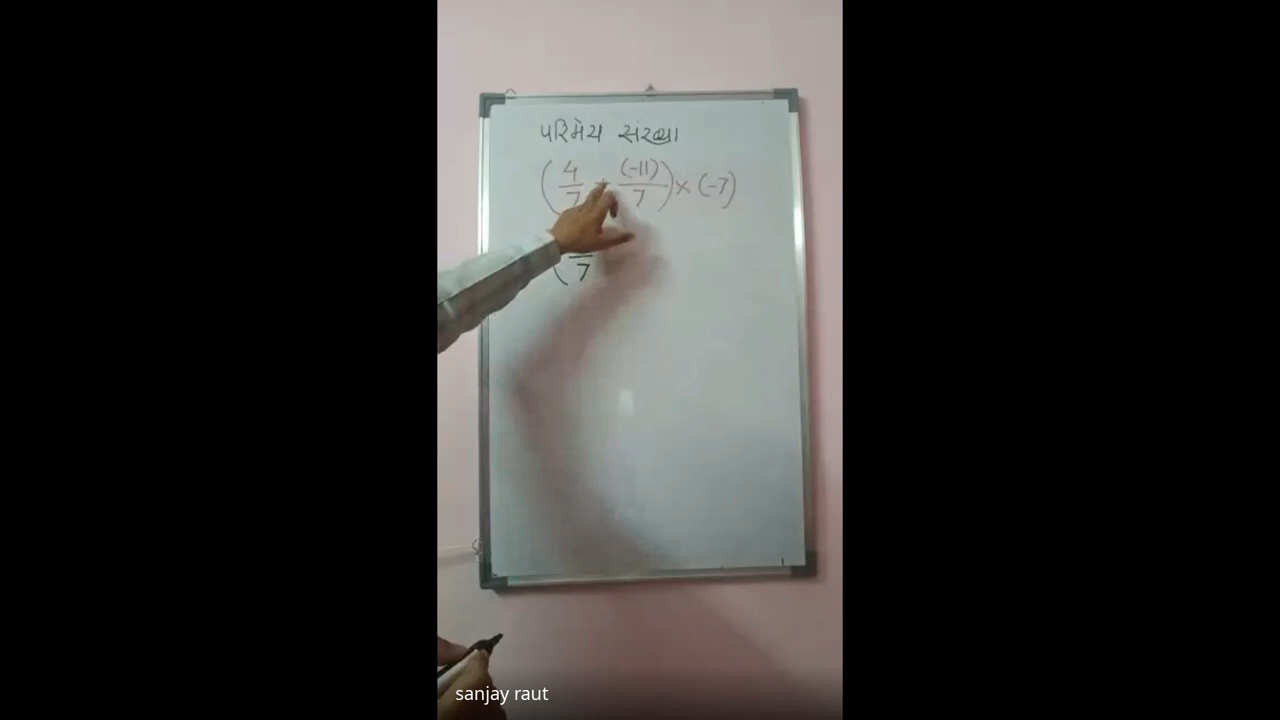 પરિમેય સંખ્યા
(4/7 + (-11)/7) × (-7)
(—/7
sanjay raut